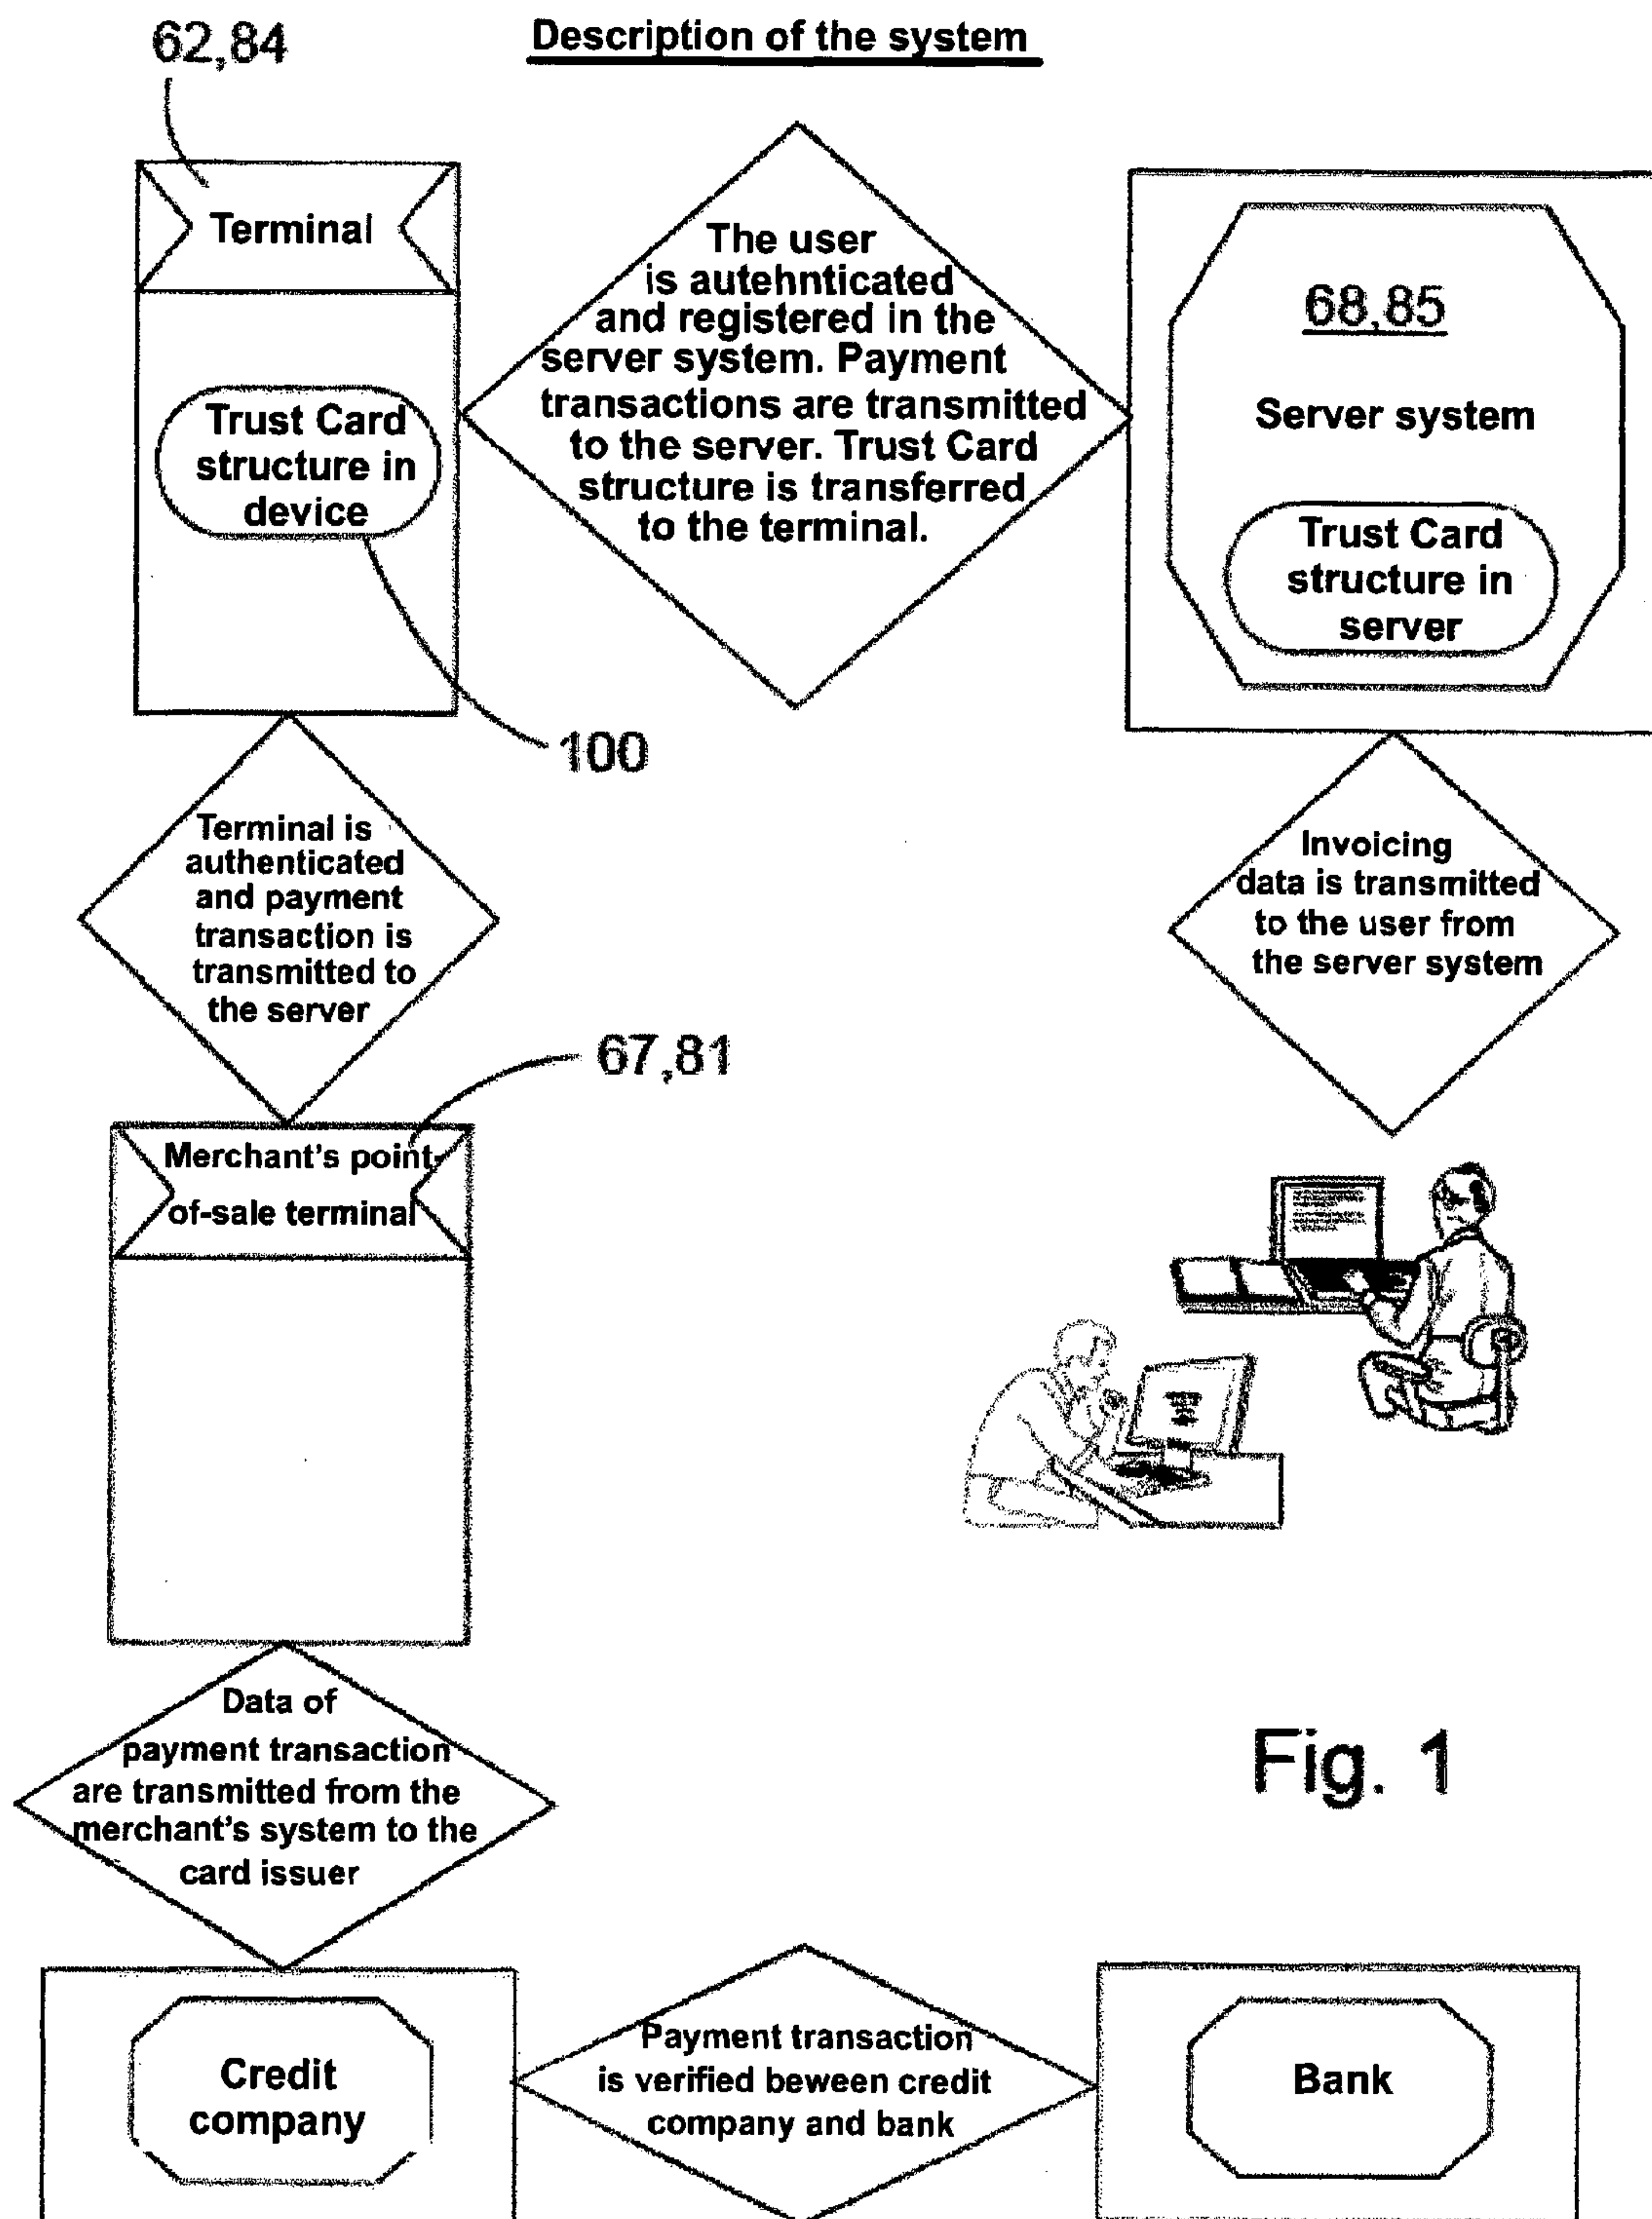 62,84
Description of the system
Terminal
Trust Card
structure in
device
100
The user
is autehnticated
and registered in the
server system. Payment
transactions are transmitted
to the server. Trust Card
structure is transferred
to the terminal.
68,85
Server system
Trust Card
structure in
server
Terminal is
authenticated
and payment
transaction is
transmitted to
the server
Invoicing
data is transmitted
to the user from
the server system
67,81
Merchant's point-
of-sale terminal
Data of
payment transaction
are transmitted from the
merchant's system to the
card issuer
Fig. 1
Credit
company
Payment transaction
is verified beween credit
company and bank
Bank